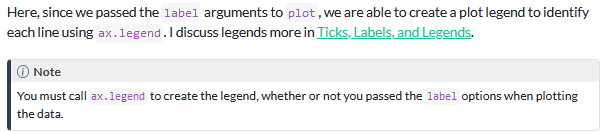 Here, since we passed the label arguments to plot, we are able to create a plot legend to identify
each line using ax.legend. I discuss legends more in Ticks, Labels, and Legends.
Note
You must call ax.legend to create the legend, whether or not you passed the label options when plotting
the data.